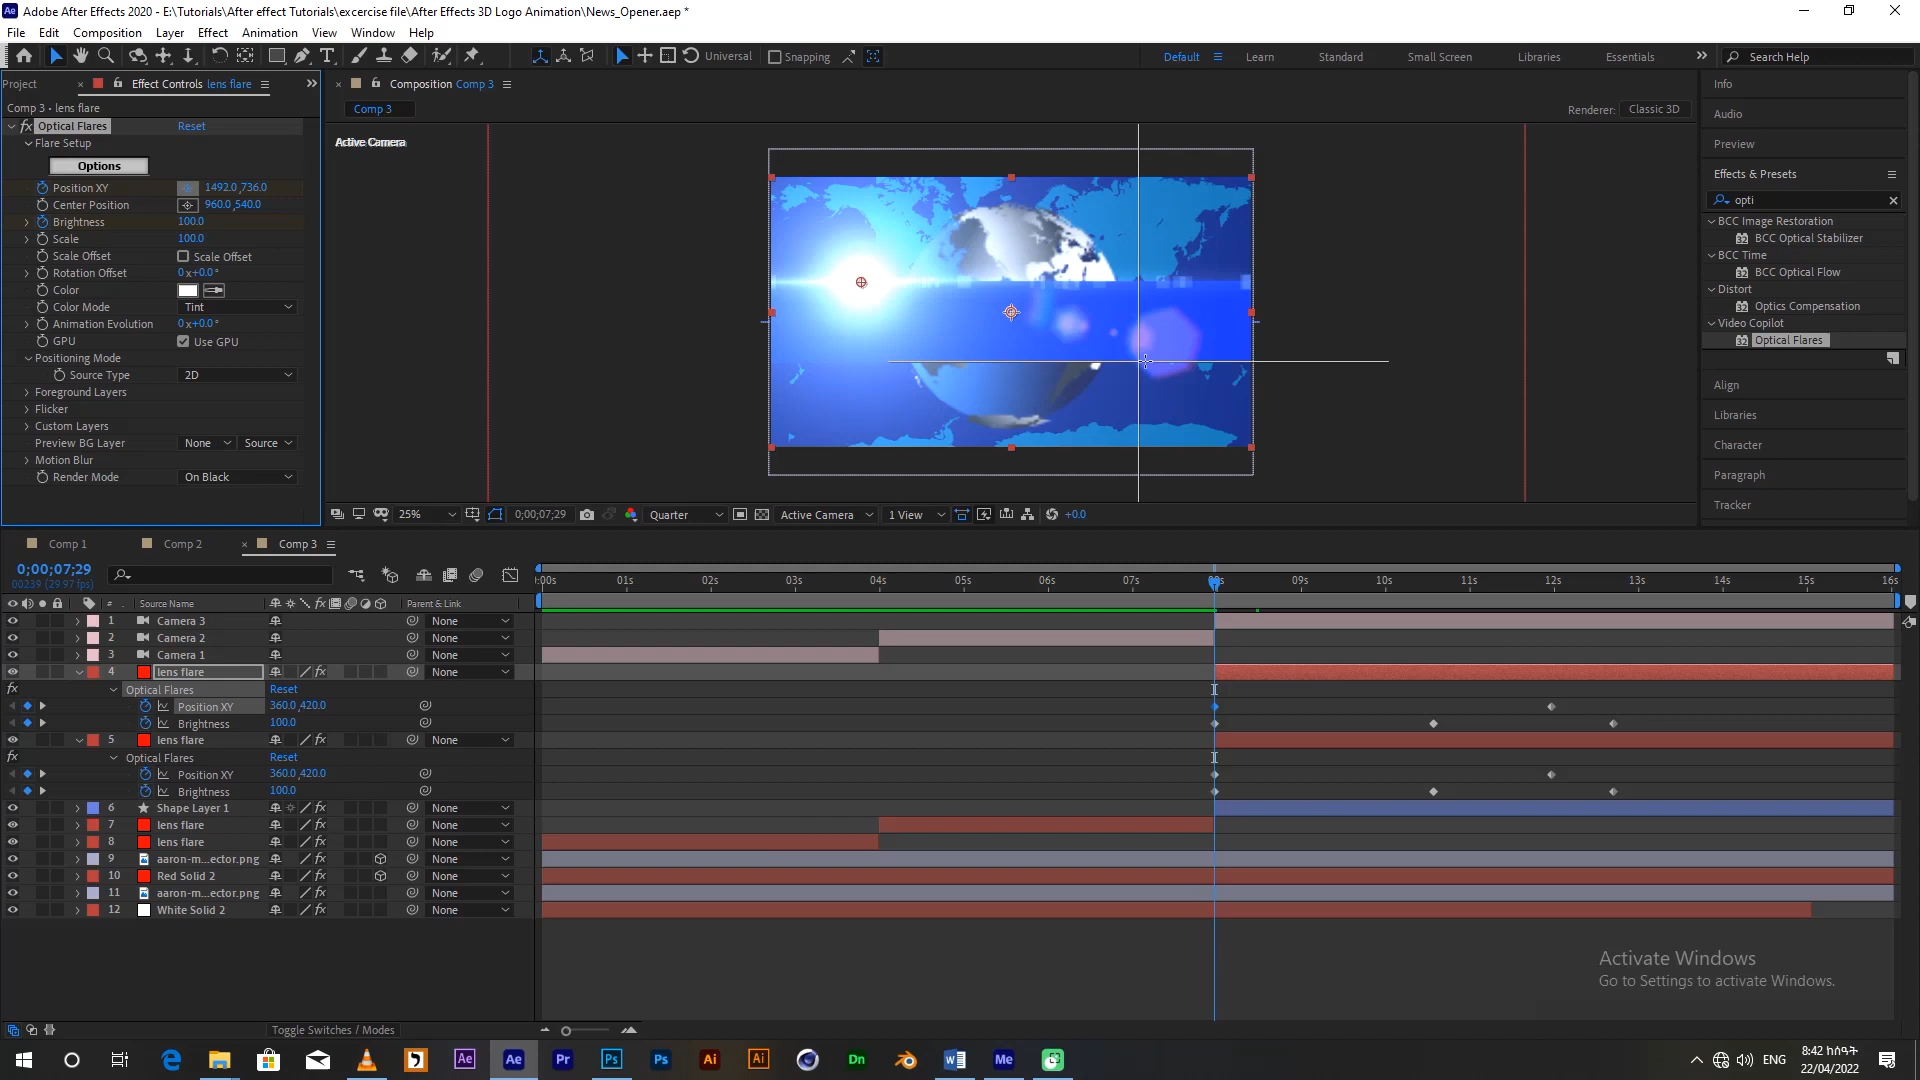 Adobe After Effects 2020 - E:\Tutorials\After effect Tutorials\excercise file\After Effects 3D Logo Animation\News_Opener.aep *
File Edit Composition Layer Effect Animation View Window Help
Universal Snapping Default Learn Standard Small Screen Libraries Essentials Search Help
Project Effect Controls lens flare
Composition Comp 3
Info
Comp 3 • lens flare
Comp 3
Renderer: Classic 3D
Audio
Optical Flares Reset
Flare Setup
Active Camera
Preview
Options
Effects & Presets
Position XY 1492.0,736.0
opti
Center Position 960.0,540.0
Brightness 100.0
BCC Image Restoration
Scale 100.0
BCC Optical Stabilizer
Scale Offset Scale Offset
BCC Time
Rotation Offset 0x+0.0°
BCC Optical Flow
Color
Distort
Color Mode Tint
Optics Compensation
Animation Evolution 0x+0.0°
Video Copilot
GPU Use GPU
Optical Flares
Positioning Mode
Source Type 2D
Align
Foreground Layers
Flicker
Libraries
Custom Layers
Preview BG Layer None Source
Character
Motion Blur
Render Mode On Black
Paragraph
Tracker
25% 0;00;07;29 Quarter Active Camera 1 View +0.0
Comp 1 Comp 2 Comp 3
0;00;07;29
00239 (29.97 fps)
:00s 01s 02s 03s 04s 05s 06s 07s 09s 10s 11s 12s 13s 14s 15s 16s
# Source Name Parent & Link
1 Camera 3 None
2 Camera 2 None
3 Camera 1 None
4 lens flare None
Optical Flares Reset
Position XY 360.0,420.0
Brightness 100.0
5 lens flare None
Optical Flares Reset
Position XY 360.0,420.0
Brightness 100.0
6 Shape Layer 1 None
7 lens flare None
8 lens flare None
9 aaron-m...ector.png None
10 Red Solid 2 None
11 aaron-m...ector.png None
12 White Solid 2 None
Activate Windows
Go to Settings to activate Windows.
Toggle Switches / Modes
ENG
8:42 ከሰዓት
22/04/2022